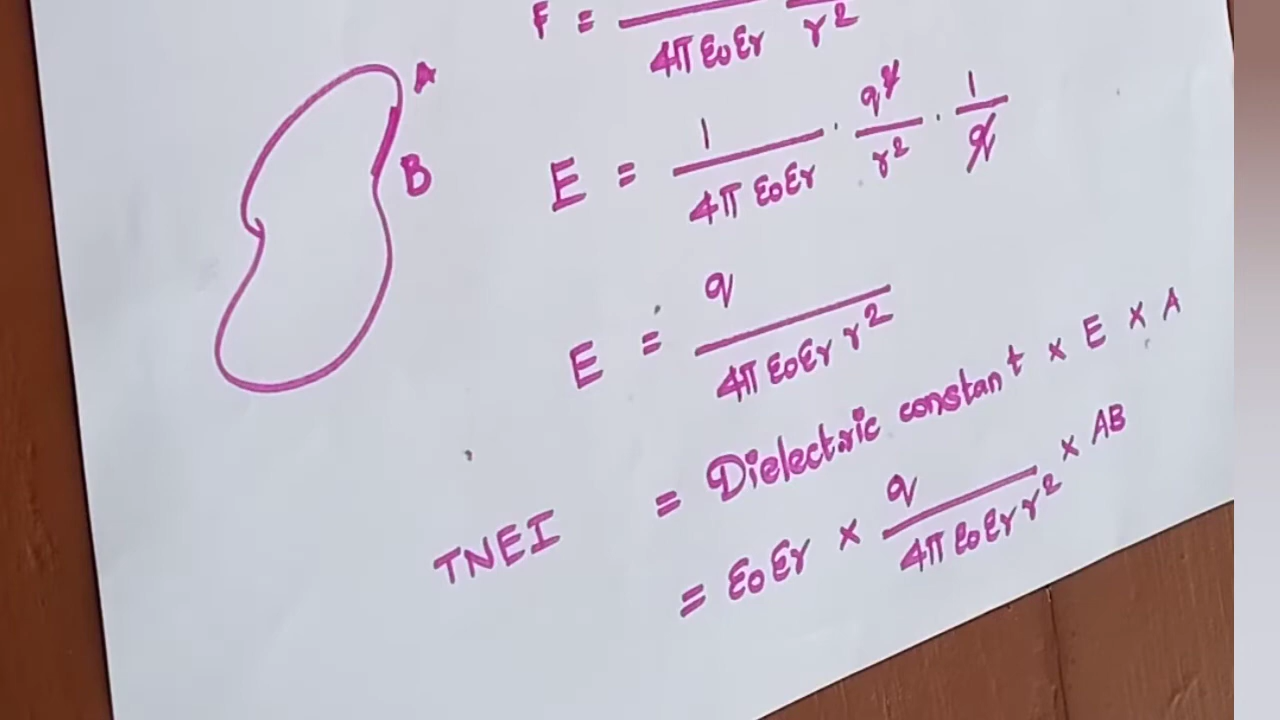 F = / 4π ε0 εr r²
A
B
E = 1 / 4π ε0 εr · q² / r² · 1 / q
E = q / 4π ε0 εr r²
TNEI = Dielectric constant × E × A
= ε0 εr × q / 4π ε0 εr r² × AB